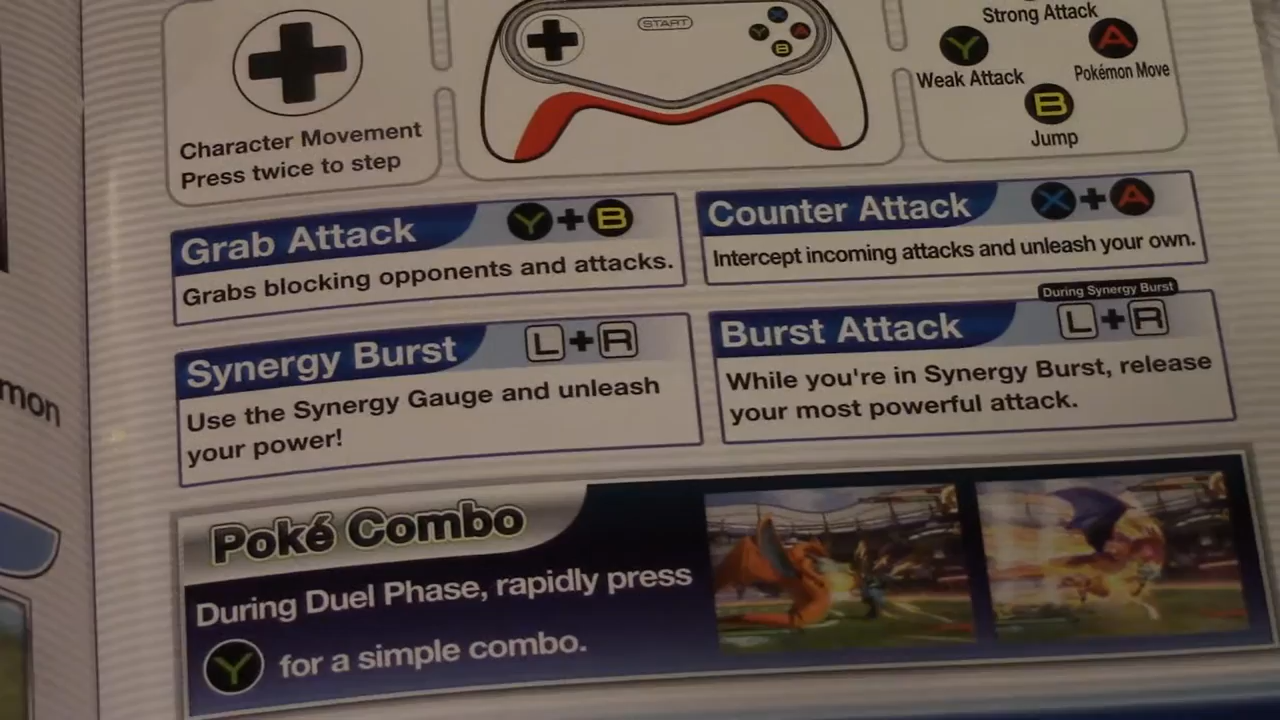 Character Movement
Press twice to step
START
X
Y
A
B
Strong Attack
Y
A
Weak Attack
Pokémon Move
B
Jump
Grab Attack Y+B
Grabs blocking opponents and attacks.
Counter Attack X+A
Intercept incoming attacks and unleash your own.
Synergy Burst L+R
Use the Synergy Gauge and unleash
your power!
During Synergy Burst
Burst Attack L+R
While you're in Synergy Burst, release
your most powerful attack.
mon
Poké Combo
During Duel Phase, rapidly press
Y for a simple combo.